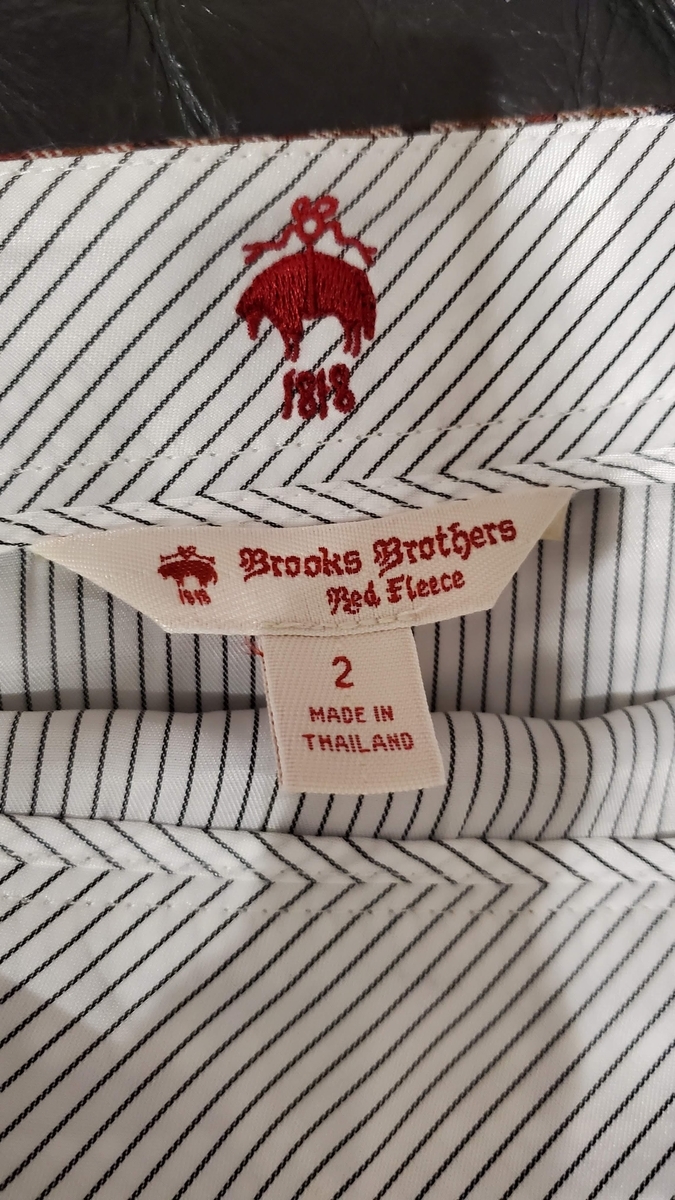 1818
1818
Brooks Brothers
Red Fleece
2
MADE IN
THAILAND